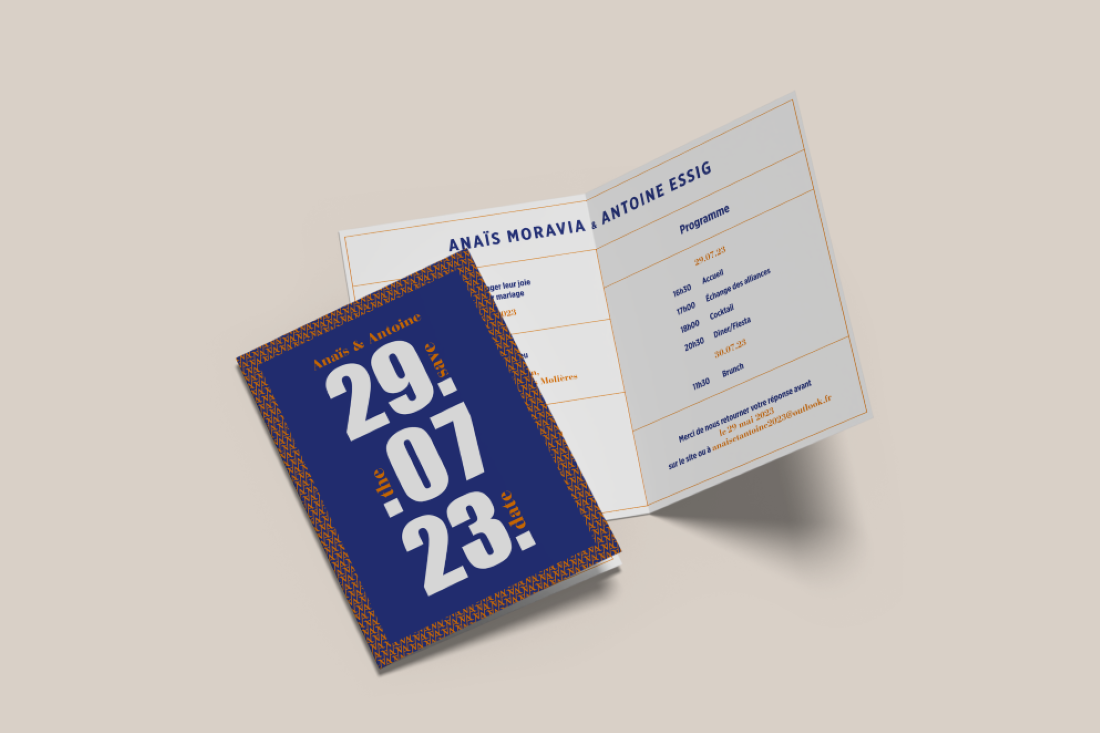 Anaïs & Antoine
29.
save
.07
the
23.
date
ANAÏS MORAVIA & ANTOINE ESSIG
leur joie
mariage
Molières
Programme
29.07.23
16h30 Accueil
17h00 Échange des alliances
18h00 Cocktail
20h30 Dîner/Fiesta
30.07.23
11h30 Brunch
Merci de nous retourner votre réponse avant
le 29 mai 2023
sur le site ou à anaisetantoine2023@outlook.fr